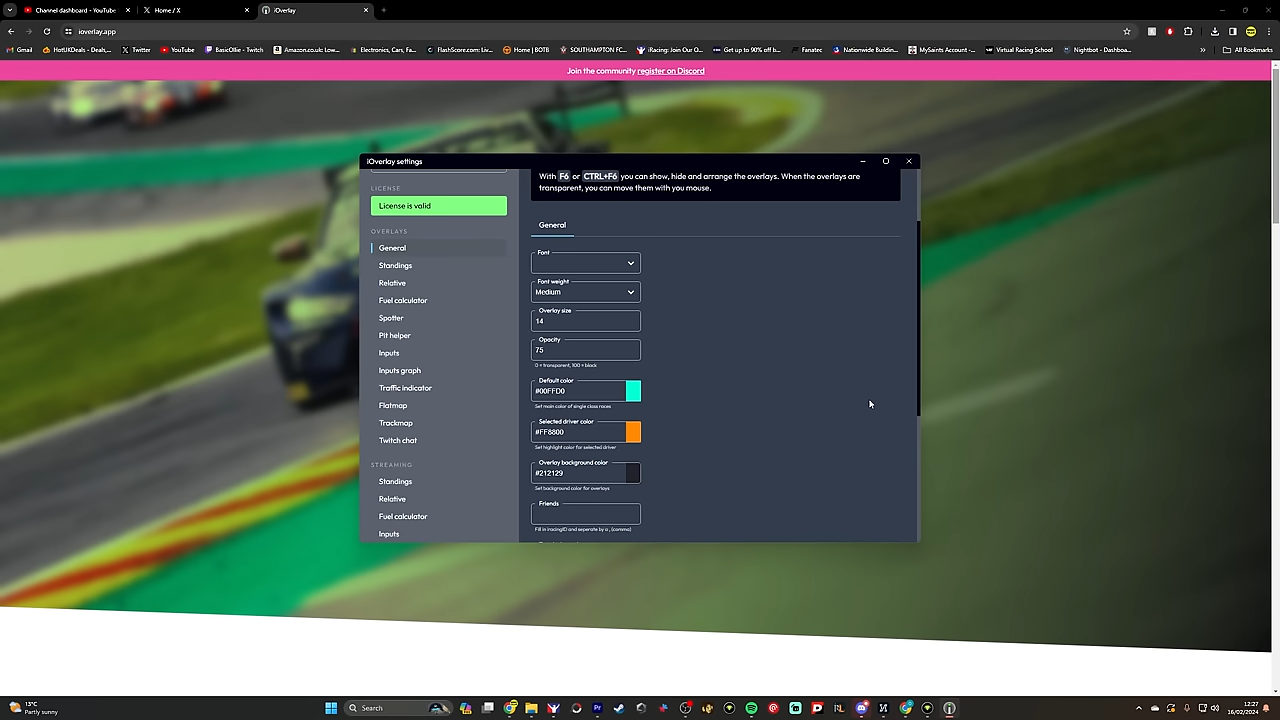 Channel dashboard - YouTube
Home / X
iOverlay
ioverlay.app
Gmail
HotUKDeals - Deals,...
Twitter
YouTube
BasicOllie - Twitch
Amazon.co.uk: Low...
Electronics, Cars, Fa...
FlashScore.com: Liv...
Home | BOTB
SOUTHAMPTON FC...
iRacing: Join Our O...
Get up to 90% off b...
Fanatec
Nationwide Buildin...
MySaints Account -...
Virtual Racing School
Nightbot - Dashboa...
All Bookmarks
Join the community register on Discord
iOverlay settings
With F6 or CTRL+F6 you can show, hide and arrange the overlays. When the overlays are
transparent, you can move them with you mouse.
LICENSE
License is valid
OVERLAYS
General
Standings
Relative
Fuel calculator
Spotter
Pit helper
Inputs
Inputs graph
Traffic indicator
Flatmap
Trackmap
Twitch chat
STREAMING
Standings
Relative
Fuel calculator
Inputs
General
Font
Font weight
Medium
Overlay size
14
Opacity
75
0 = transparent, 100 = black
Default color
#00FFD0
Set main color of single class races
Selected driver color
#FF8800
Set highlight color for selected driver
Overlay background color
#212129
Set background color for overlays
Friends
Fill in iracingID and seperate by a , (comma)
13°C
Partly sunny
Search
12:27
16/02/2024